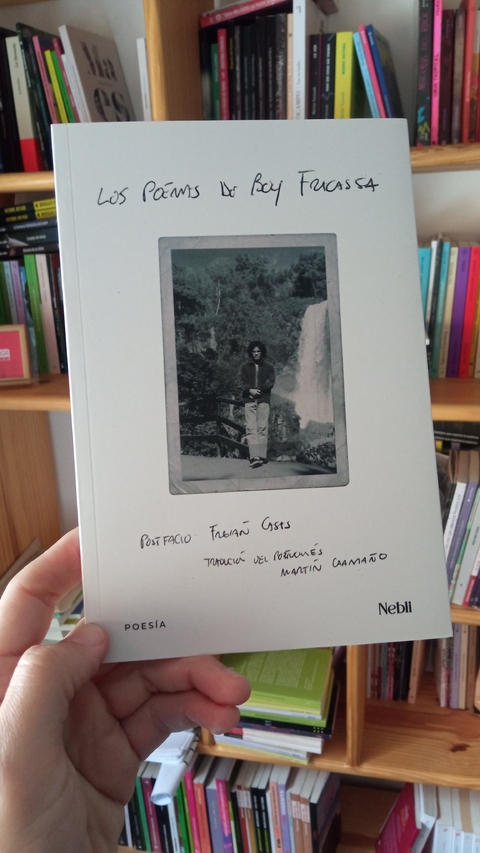 LOS POEMAS DE BOY FRACASSA
POSTFACIO FABIÁN CASAS
TRADUCCIÓN DEL PORTUGUÉS
MARTÍN CAAMAÑO
POESÍA
Nebli